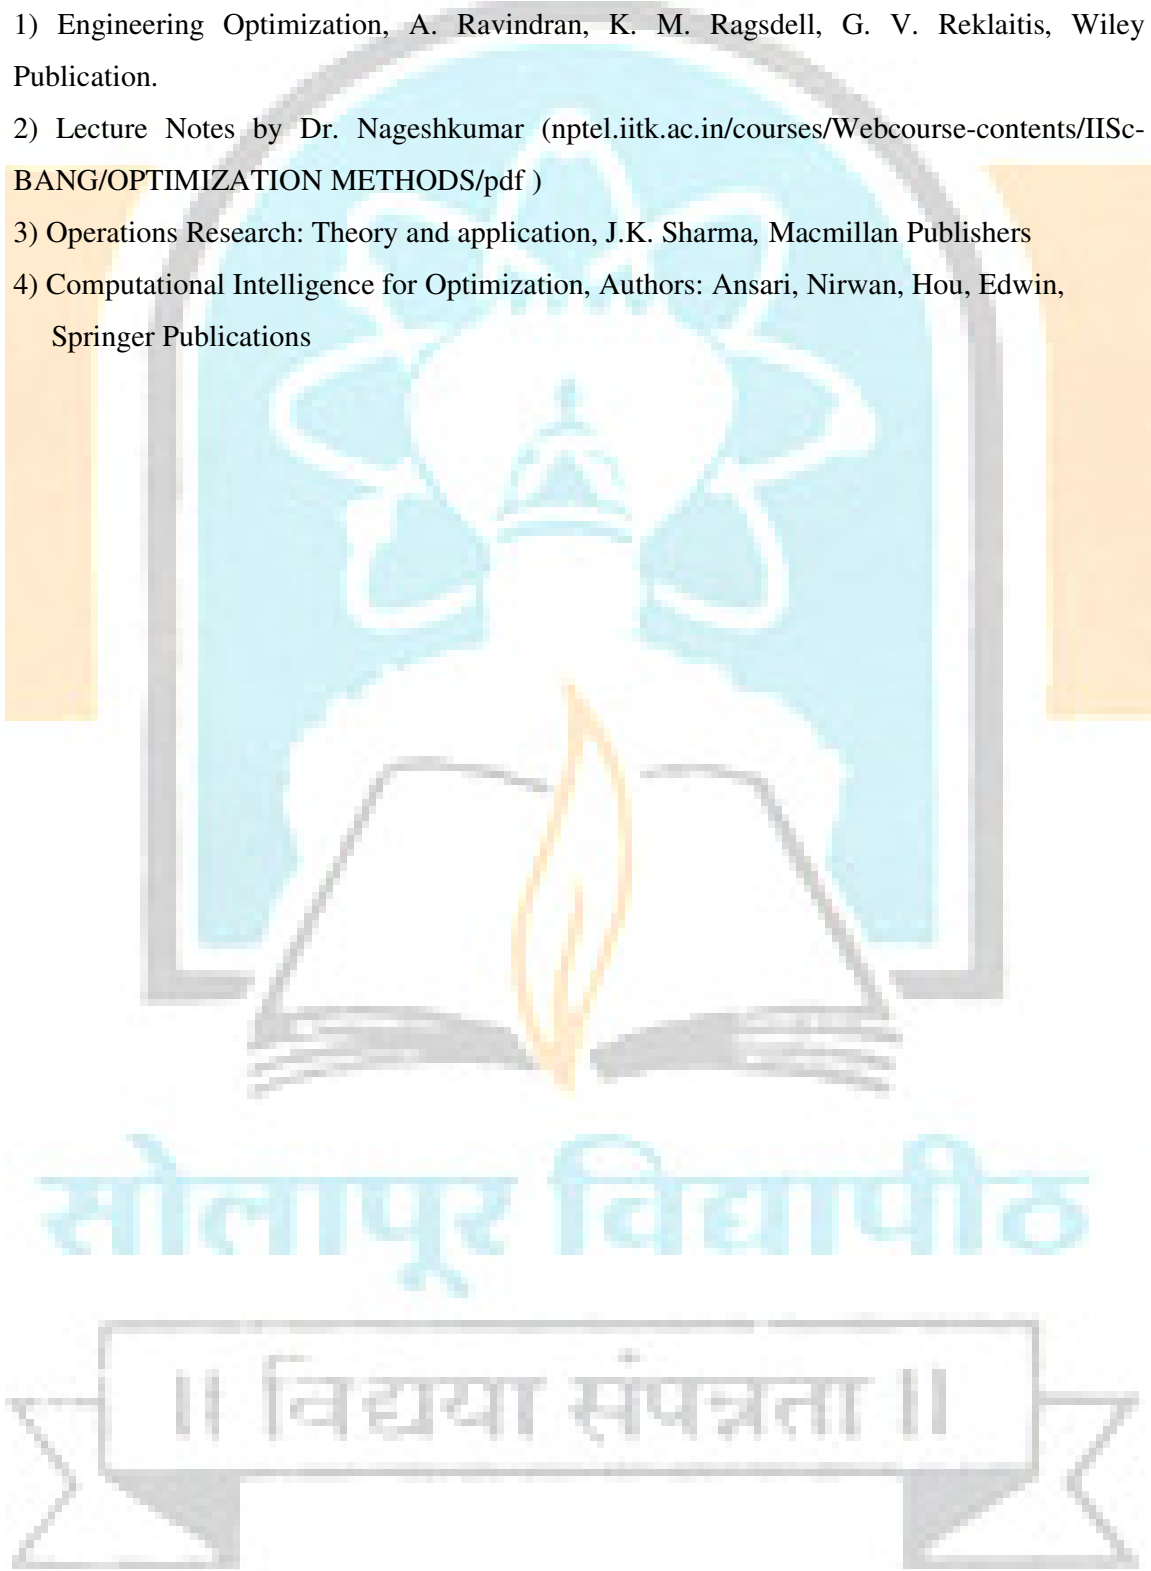 1) Engineering Optimization, A. Ravindran, K. M. Ragsdell, G. V. Reklaitis, Wiley
Publication.
2) Lecture Notes by Dr. Nageshkumar (nptel.iitk.ac.in/courses/Webcourse-contents/IISc-
BANG/OPTIMIZATION METHODS/pdf )
3) Operations Research: Theory and application, J.K. Sharma, Macmillan Publishers
4) Computational Intelligence for Optimization, Authors: Ansari, Nirwan, Hou, Edwin,
Springer Publications
सोलापूर विद्यापीठ
॥ विद्यया संपन्नता ॥